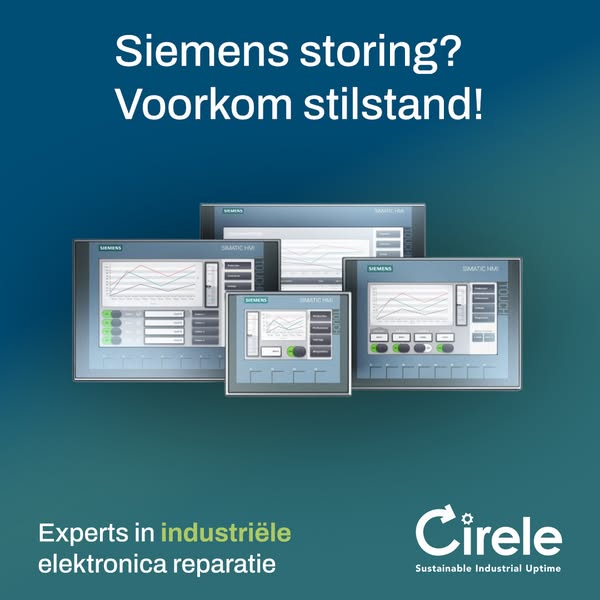 Siemens storing?
Voorkom stilstand!
SIEMENS
SIMATIC HMI
SIEMENS
SIMATIC HMI
TOUCH
SIEMENS
SIMATIC HMI
TOUCH
SIEMENS
SIMATIC HMI
TOUCH
Experts in industriële
elektronica reparatie
Cirele
Sustainable Industrial Uptime